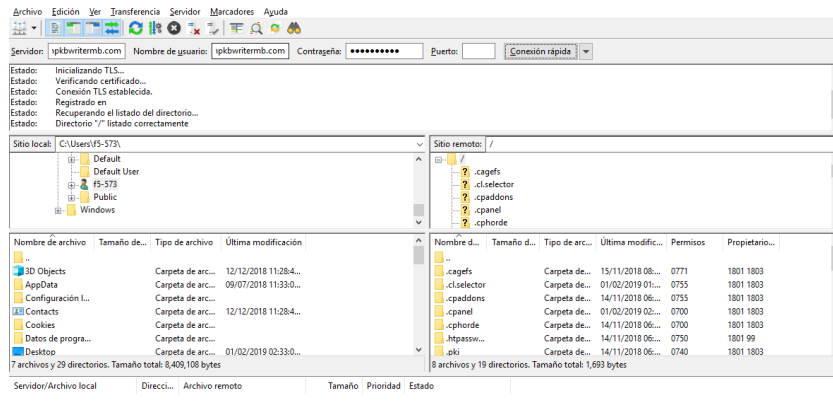 Archivo Edición Ver Transferencia Servidor Marcadores Ayuda
Servidor: ıpkbwritermb.com Nombre de usuario: ıpkbwritermb.com Contraseña: ●●●●●●●●●● Puerto: Conexión rápida
Estado: Inicializando TLS...
Estado: Verificando certificado...
Estado: Conexión TLS establecida.
Estado: Registrado en
Estado: Recuperando el listado del directorio...
Estado: Directorio "/" listado correctamente
Sitio local: C:\Users\f5-573\
Default
Default User
f5-573
Public
Windows
Sitio remoto: /
/
.cagefs
.cl.selector
.cpaddons
.cpanel
.cphorde
Nombre de archivo Tamaño de... Tipo de archivo Última modificación
..
3D Objects Carpeta de arc... 12/12/2018 11:28:4...
AppData Carpeta de arc... 09/07/2018 11:33:0...
Configuración l... Carpeta de arc...
Contacts Carpeta de arc... 12/12/2018 11:28:4...
Cookies Carpeta de arc...
Datos de progra... Carpeta de arc...
Desktop Carpeta de arc... 01/02/2019 02:33:0...
7 archivos y 29 directorios. Tamaño total: 8,409,108 bytes
Nombre d... Tamaño d... Tipo de arc... Última modific... Permisos Propietario...
..
.cagefs Carpeta de... 15/11/2018 08:... 0771 1801 1803
.cl.selector Carpeta de... 01/02/2019 01:... 0755 1801 1803
.cpaddons Carpeta de... 14/11/2018 06:... 0755 1801 1803
.cpanel Carpeta de... 01/02/2019 02:... 0700 1801 1803
.cphorde Carpeta de... 14/11/2018 06:... 0700 1801 1803
.htpassw... Carpeta de... 14/11/2018 06:... 0750 1801 99
.pki Carpeta de... 14/11/2018 06:... 0740 1801 1803
8 archivos y 19 directorios. Tamaño total: 1,693 bytes
Servidor/Archivo local Direcci... Archivo remoto Tamaño Prioridad Estado